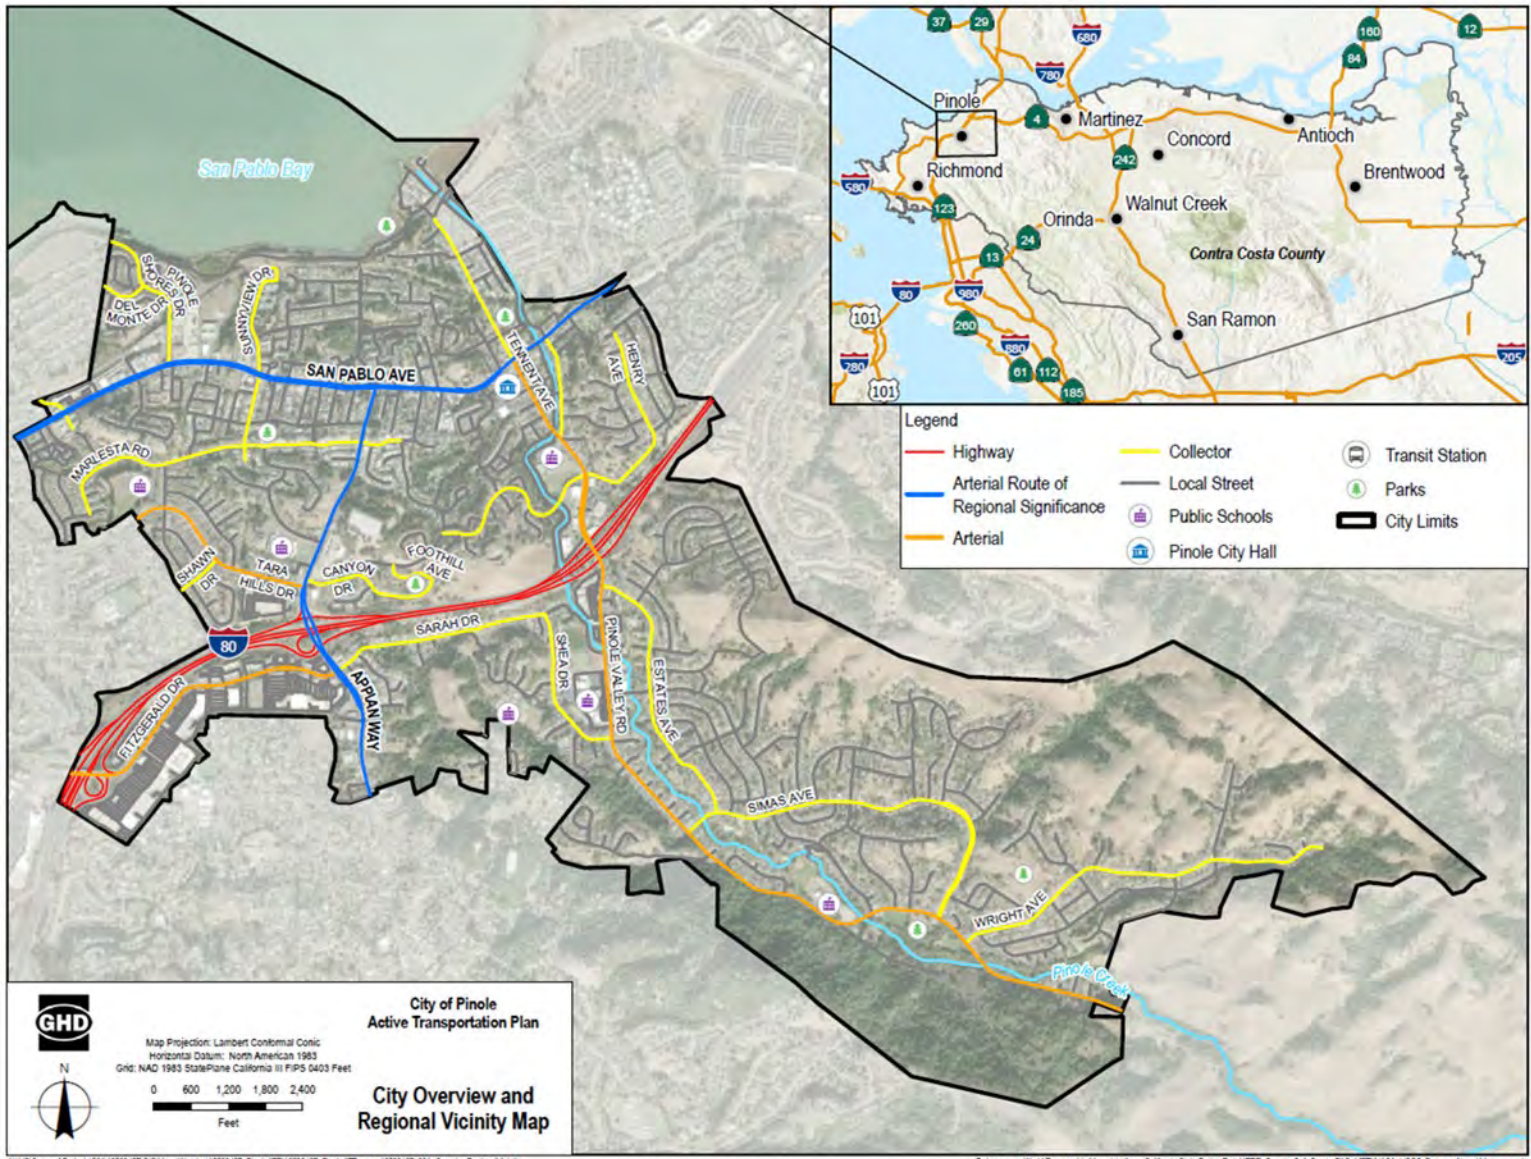 San Pablo Bay
PINOLE
SHORES DR
DEL
MONTE DR
SUNNYVIEW DR
SAN PABLO AVE
TENNENT AVE
HENRY
AVE
MARLESTA RD
SHAWN
DR
TARA
HILLS DR
CANYON
DR
FOOTHILL
AVE
80
SARAH DR
SHEA DR
PINOLE VALLEY RD
ESTATES AVE
FITZGERALD DR
APPIAN WAY
SIMAS AVE
WRIGHT AVE
Pinole Creek
37
29
680
780
160
84
12
Pinole
4
Martinez
Antioch
242
Concord
Richmond
Brentwood
580
123
Walnut Creek
Orinda
24
13
Contra Costa County
80
980
101
260
San Ramon
880
280
61
112
205
101
185
Legend
Highway
Arterial Route of
Regional Significance
Arterial
Collector
Local Street
Public Schools
Pinole City Hall
Transit Station
Parks
City Limits
GHD
N
City of Pinole
Active Transportation Plan
Map Projection: Lambert Conformal Conic
Horizontal Datum: North American 1983
Grid: NAD 1983 StatePlane California III FIPS 0403 Feet
0 600 1,200 1,800 2,400
Feet
City Overview and
Regional Vicinity Map